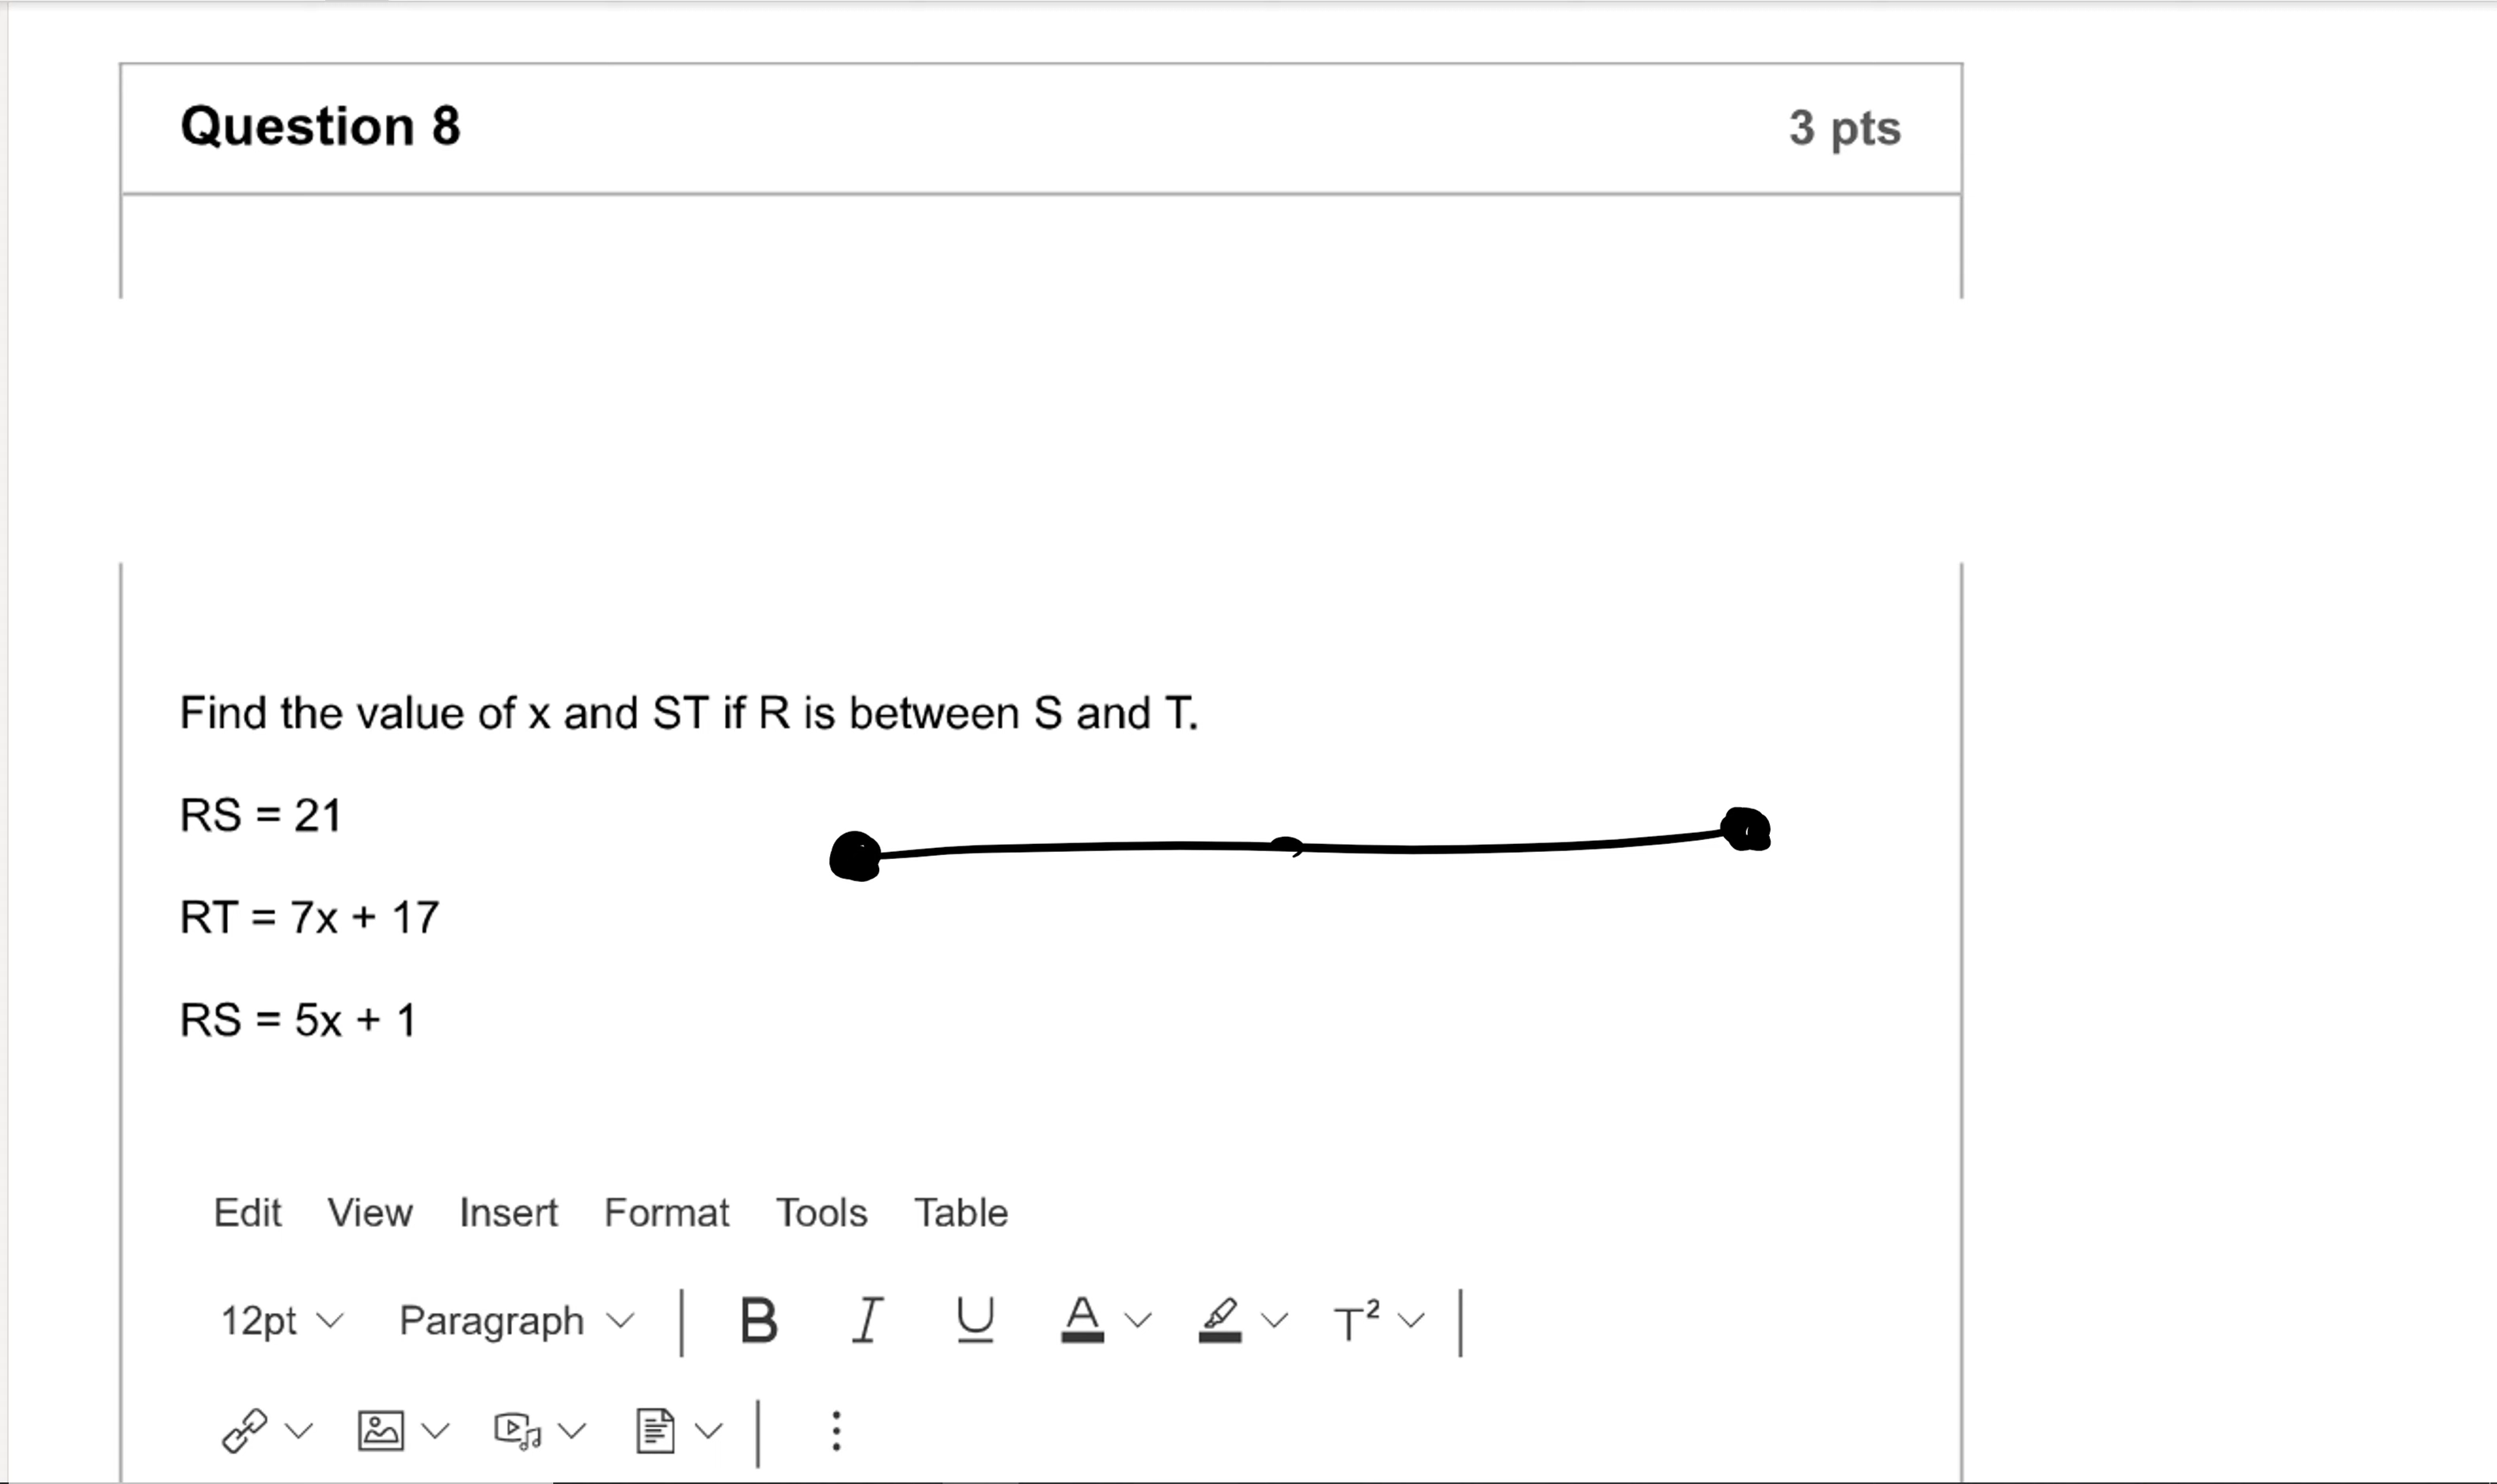 Question 8
3 pts
Find the value of x and ST if R is between S and T.
RS = 21
RT = 7x + 17
RS = 5x + 1
Edit View Insert Format Tools Table
12pt Paragraph B I U A T²